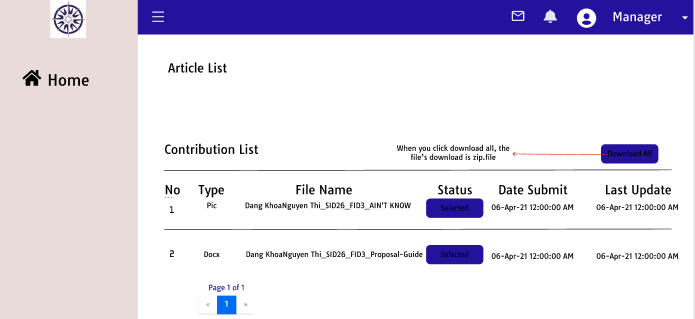 Manager
Home
Article List
Contribution List
When you click download all, the
file's download is zip.file
Download All
No Type File Name Status Date Submit Last Update
1 Pic Dang KhoaNguyen Thi_SID26_FID3_AIN'T KNOW Selected 06-Apr-21 12:00:00 AM 06-Apr-21 12:00:00 AM
2 Docx Dang KhoaNguyen Thi_SID26_FID3_Proposal-Guide Selected 06-Apr-21 12:00:00 AM 06-Apr-21 12:00:00 AM
Page 1 of 1
« 1 »